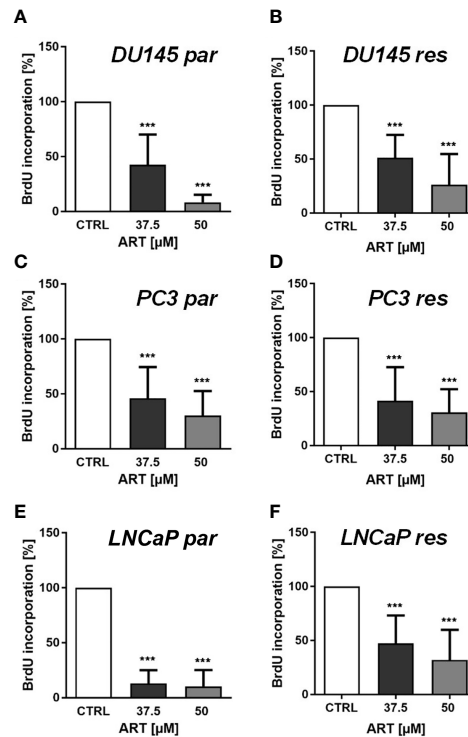 A
DU145 par
BrdU incorporation [%]
150
100
50
0
***
***
CTRL 37.5 50
ART [µM]
B
DU145 res
BrdU incorporation [%]
150
100
50
0
***
***
CTRL 37.5 50
ART [µM]
C
PC3 par
BrdU incorporation [%]
150
100
50
0
***
***
CTRL 37.5 50
ART [µM]
D
PC3 res
BrdU incorporation [%]
150
100
50
0
***
***
CTRL 37.5 50
ART [µM]
E
LNCaP par
BrdU incorporation [%]
150
100
50
0
***
***
CTRL 37.5 50
ART [µM]
F
LNCaP res
BrdU incorporation [%]
150
100
50
0
***
***
CTRL 37.5 50
ART [µM]